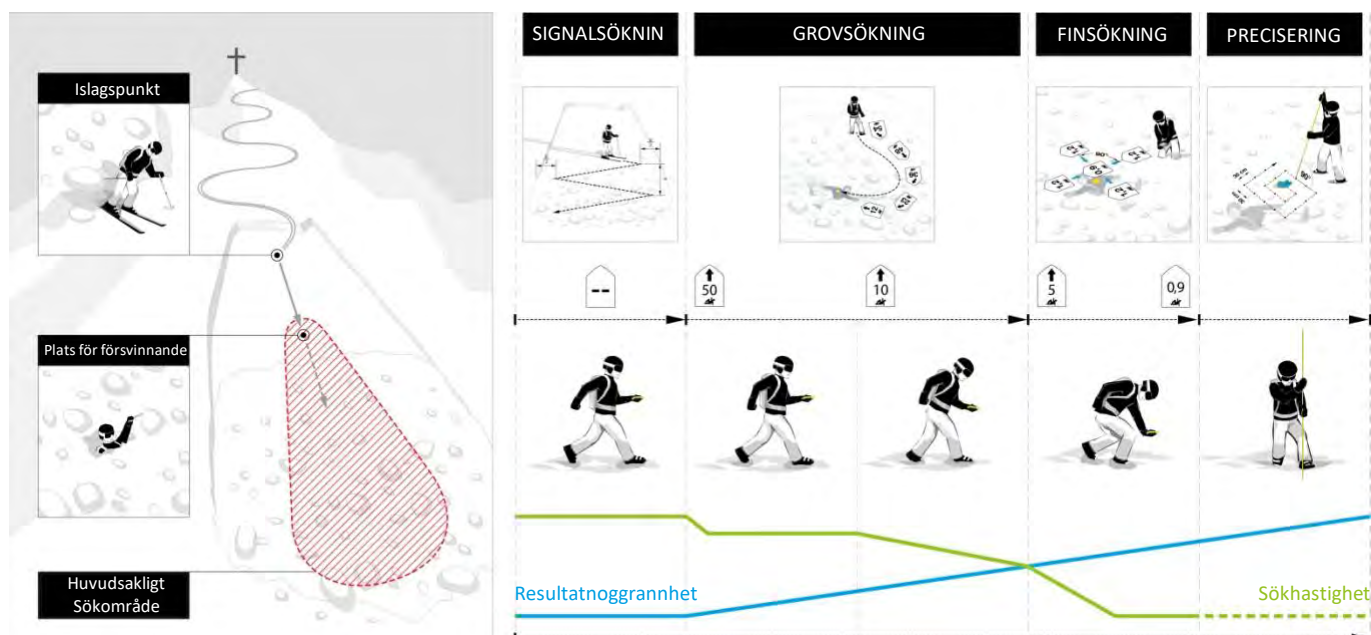 Islagspunkt
Plats för försvinnande
Huvudsakligt
Sökområde
SIGNALSÖKNIN
GROVSÖKNING
FINSÖKNING
PRECISERING
--
50
10
5
0,9
Resultatnoggrannhet
Sökhastighet